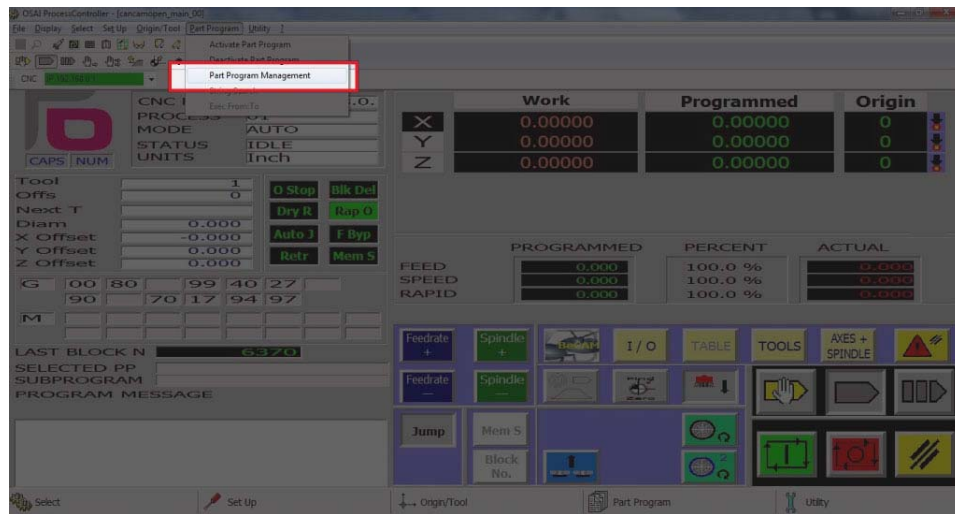 OSAI ProcessController - [cancamopen_main_00]
File Display Select Set Up Origin/Tool Part Program Utility ?
Activate Part Program
Deactivate Part Program
Part Program Management
Exec From To
CNC
CNC
PROCESS 01
MODE AUTO
STATUS IDLE
UNITS Inch
CAPS NUM
Work Programmed Origin
X 0.00000 0.00000 0
Y 0.00000 0.00000 0
Z 0.00000 0.00000 0
Tool 1
Offs 0
Next T
Diam 0.000
X Offset -0.000
Y Offset 0.000
Z Offset 0.000
O Stop Blk Del
Dry R Rap O
Auto J F Byp
Retr Mem S
PROGRAMMED PERCENT ACTUAL
FEED 0.000 100.0 % 0.000
SPEED 0.000 100.0 % 0.000
RAPID 0.000 100.0 % 0.000
G 00 80 99 40 27
90 70 17 94 97
M
LAST BLOCK N 6370
SELECTED PP
SUBPROGRAM
PROGRAM MESSAGE
Feedrate + Spindle + I / O TABLE TOOLS AXES + SPINDLE
Feedrate — Spindle —
Jump Mem S
Block No. 2
Select Set Up Origin/Tool Part Program Utility